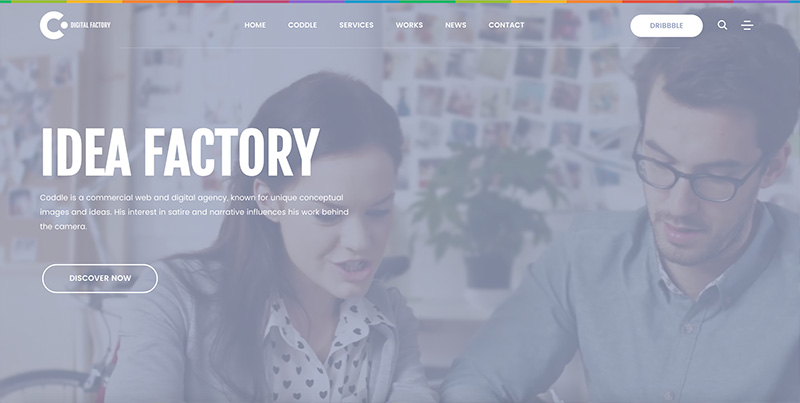 DIGITAL FACTORY
HOME CODDLE SERVICES WORKS NEWS CONTACT
DRIBBBLE
IDEA FACTORY
Coddle is a commercial web and digital agency, known for unique conceptual
images and ideas. His interest in satire and narrative influences his work behind
the camera.
DISCOVER NOW